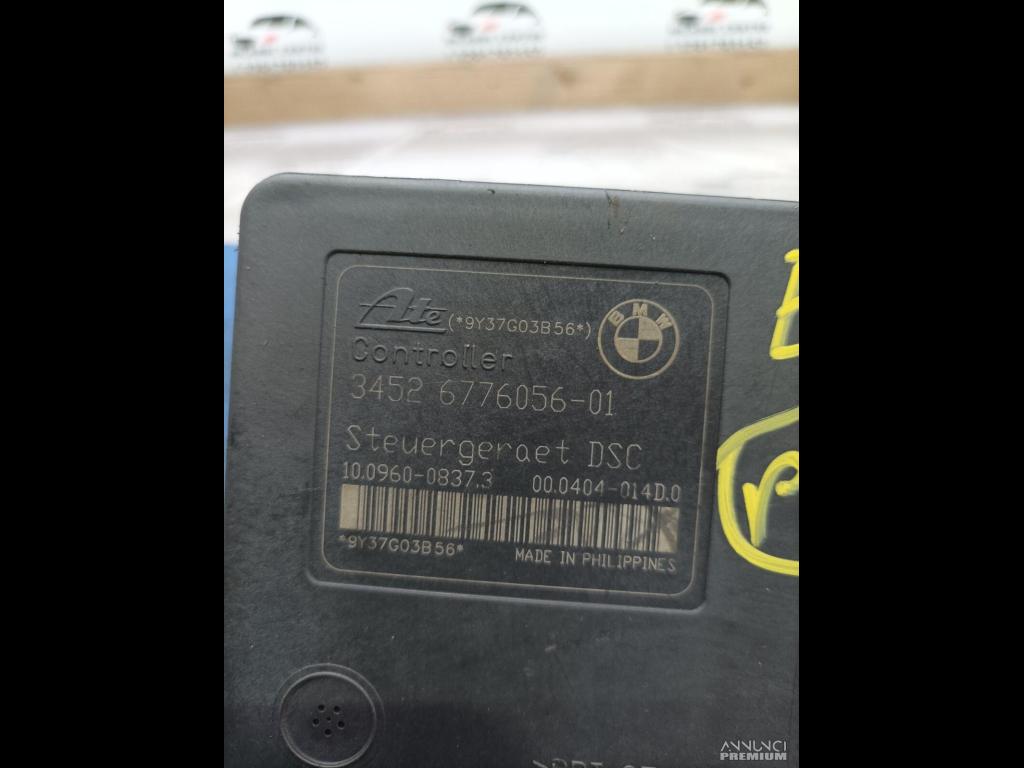 Ate (*9Y37G03B56*)
BMW
Controller
3452 6776056-01
Steuergeraet DSC
10.0960-0837.3 00.0404-014D.0
*9Y37G03B56*
MADE IN PHILIPPINES
ANNUNCI
PREMIUM